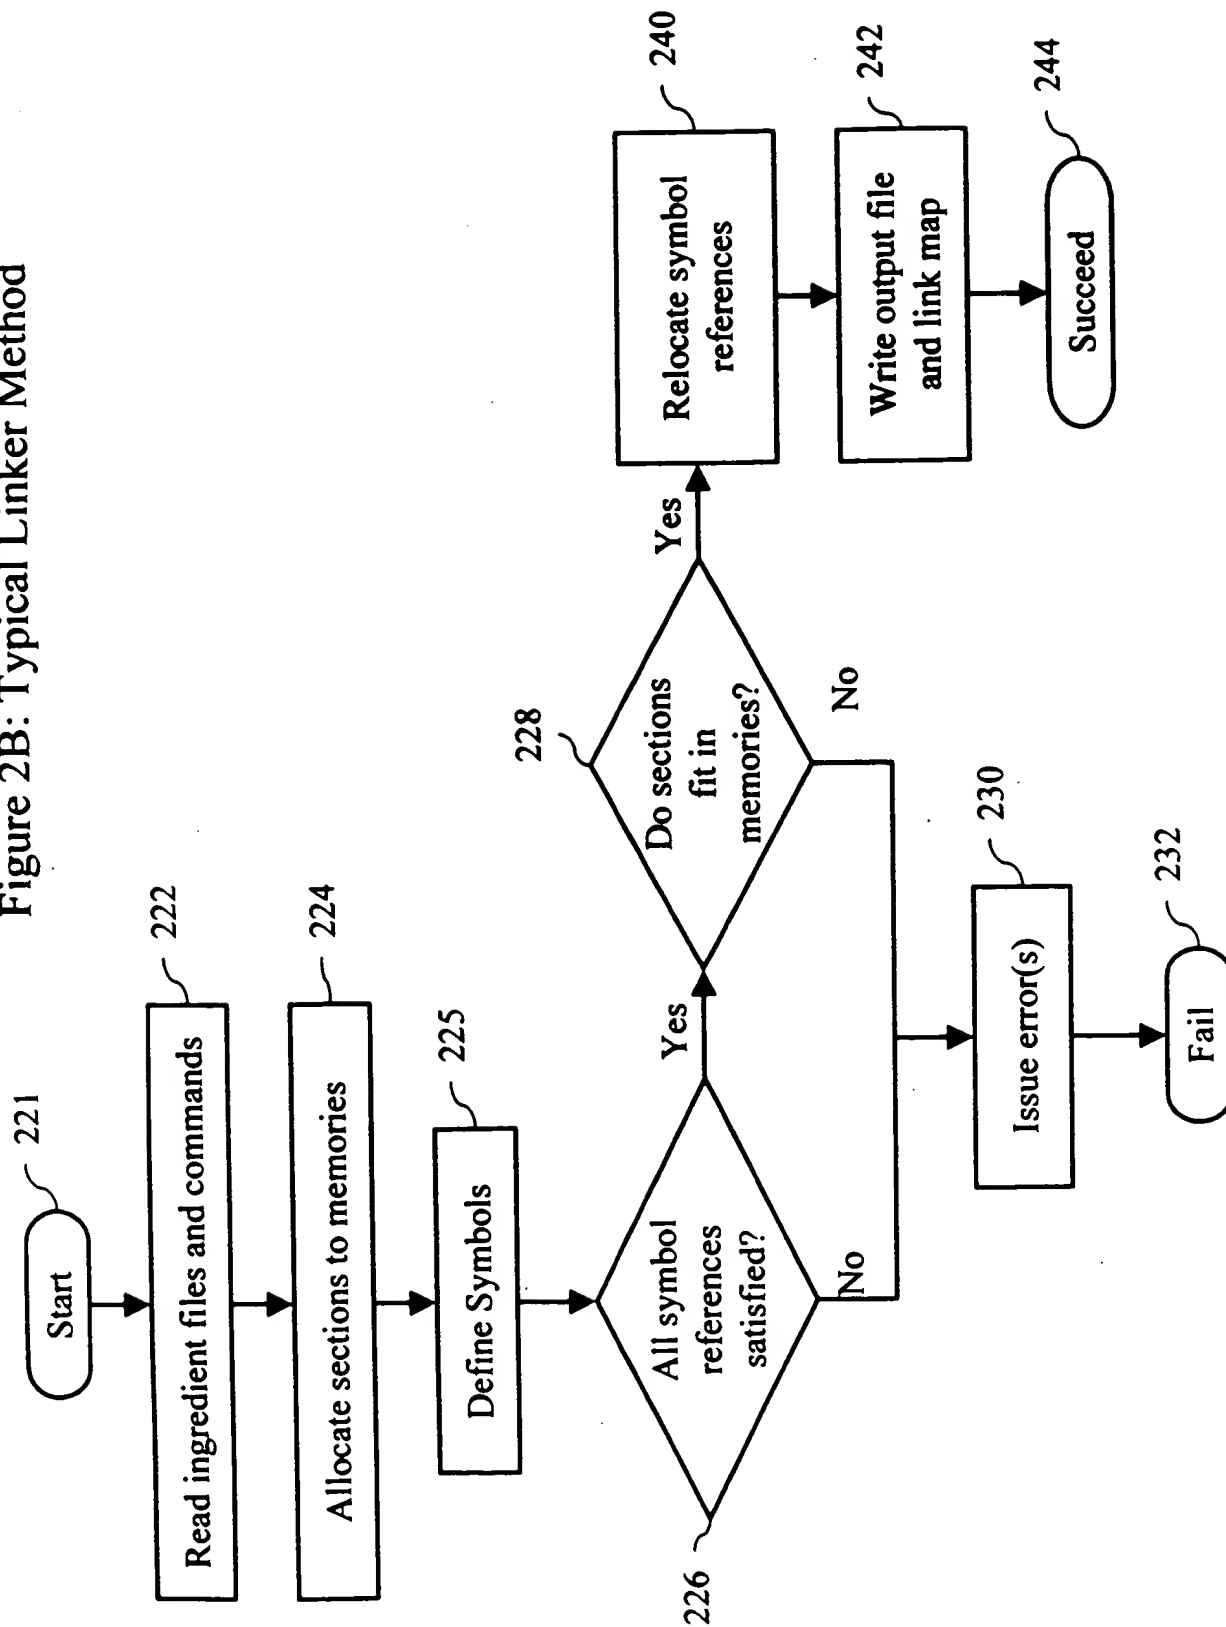 Figure 2B: Typical Linker Method
221
Start
222
Read ingredient files and commands
224
Allocate sections to memories
225
Define Symbols
226
All symbol
references
satisfied?
Yes
No
228
Do sections
fit in
memories?
Yes
No
240
Relocate symbol
references
242
Write output file
and link map
244
Succeed
230
Issue error(s)
232
Fail